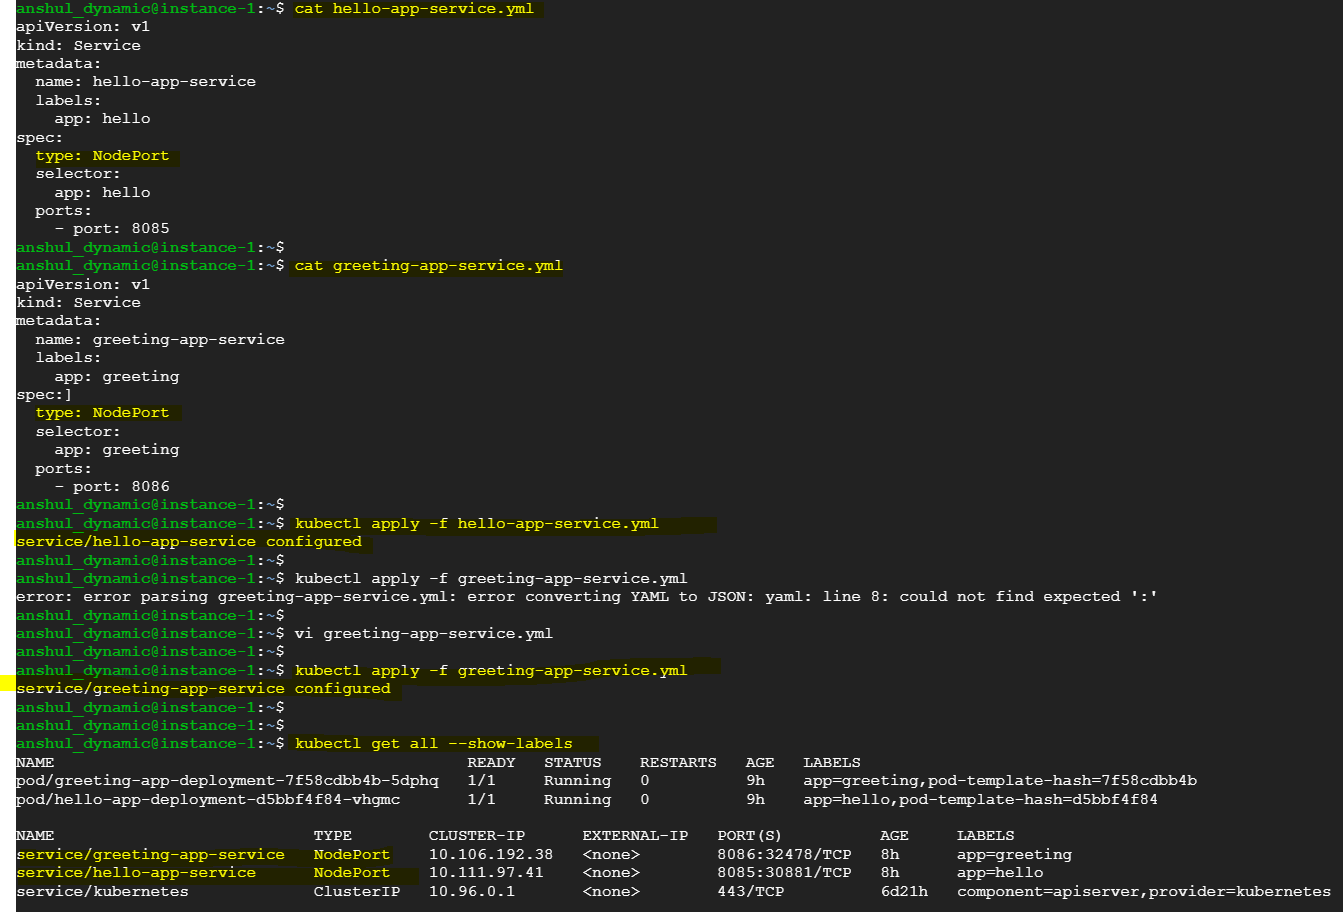 anshul_dynamic@instance-1:~$ cat hello-app-service.yml
apiVersion: v1
kind: Service
metadata:
  name: hello-app-service
  labels:
    app: hello
spec:
  type: NodePort
  selector:
    app: hello
  ports:
    - port: 8085
anshul_dynamic@instance-1:~$
anshul_dynamic@instance-1:~$ cat greeting-app-service.yml
apiVersion: v1
kind: Service
metadata:
  name: greeting-app-service
  labels:
    app: greeting
spec:]
  type: NodePort
  selector:
    app: greeting
  ports:
    - port: 8086
anshul_dynamic@instance-1:~$
anshul_dynamic@instance-1:~$ kubectl apply -f hello-app-service.yml
service/hello-app-service configured
anshul_dynamic@instance-1:~$
anshul_dynamic@instance-1:~$ kubectl apply -f greeting-app-service.yml
error: error parsing greeting-app-service.yml: error converting YAML to JSON: yaml: line 8: could not find expected ':'
anshul_dynamic@instance-1:~$
anshul_dynamic@instance-1:~$ vi greeting-app-service.yml
anshul_dynamic@instance-1:~$
anshul_dynamic@instance-1:~$ kubectl apply -f greeting-app-service.yml
service/greeting-app-service configured
anshul_dynamic@instance-1:~$
anshul_dynamic@instance-1:~$
anshul_dynamic@instance-1:~$ kubectl get all --show-labels
NAME                                           READY   STATUS    RESTARTS   AGE   LABELS
pod/greeting-app-deployment-7f58cdbb4b-5dphq   1/1     Running   0          9h    app=greeting,pod-template-hash=7f58cdbb4b
pod/hello-app-deployment-d5bbf4f84-vhgmc       1/1     Running   0          9h    app=hello,pod-template-hash=d5bbf4f84

NAME                           TYPE        CLUSTER-IP      EXTERNAL-IP   PORT(S)          AGE     LABELS
service/greeting-app-service   NodePort    10.106.192.38   <none>        8086:32478/TCP   8h      app=greeting
service/hello-app-service      NodePort    10.111.97.41    <none>        8085:30881/TCP   8h      app=hello
service/kubernetes             ClusterIP   10.96.0.1       <none>        443/TCP          6d21h   component=apiserver,provider=kubernetes